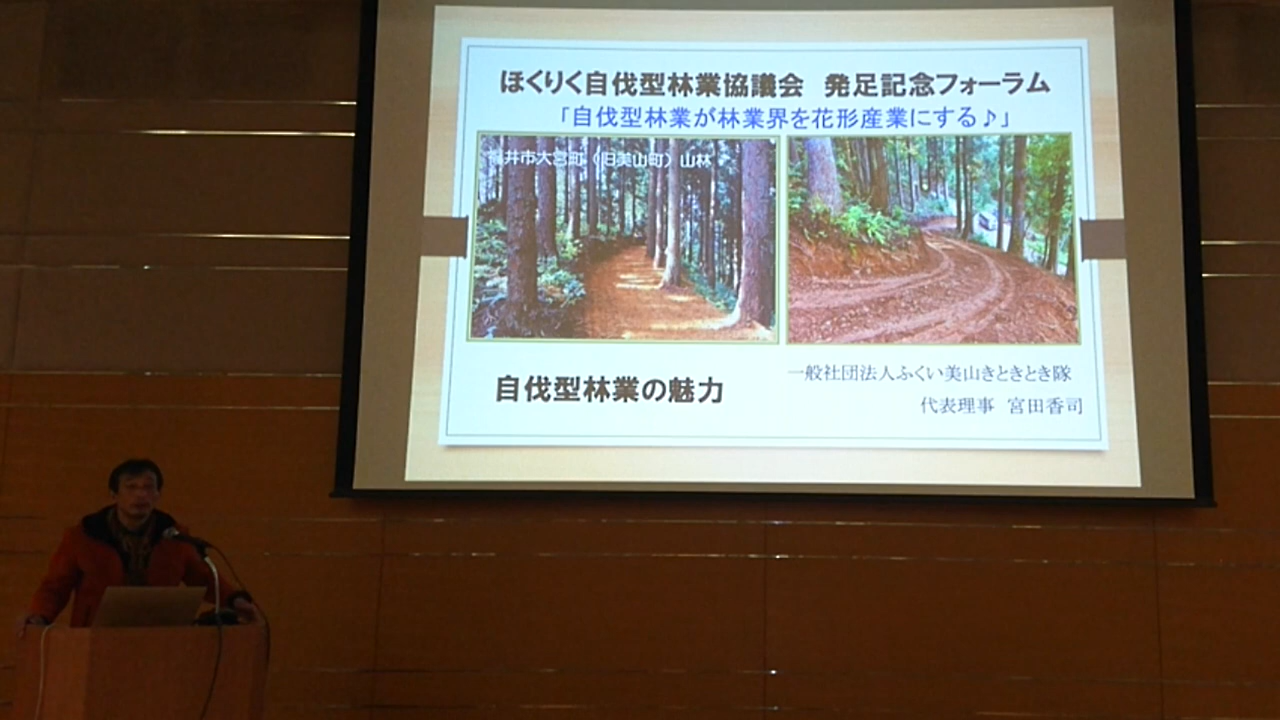 ほくりく自伐型林業協議会 発足記念フォーラム
「自伐型林業が林業界を花形産業にする♪」
福井市大宮町（旧美山町）山林
自伐型林業の魅力
一般社団法人ふくい美山きときとき隊
代表理事 宮田香司